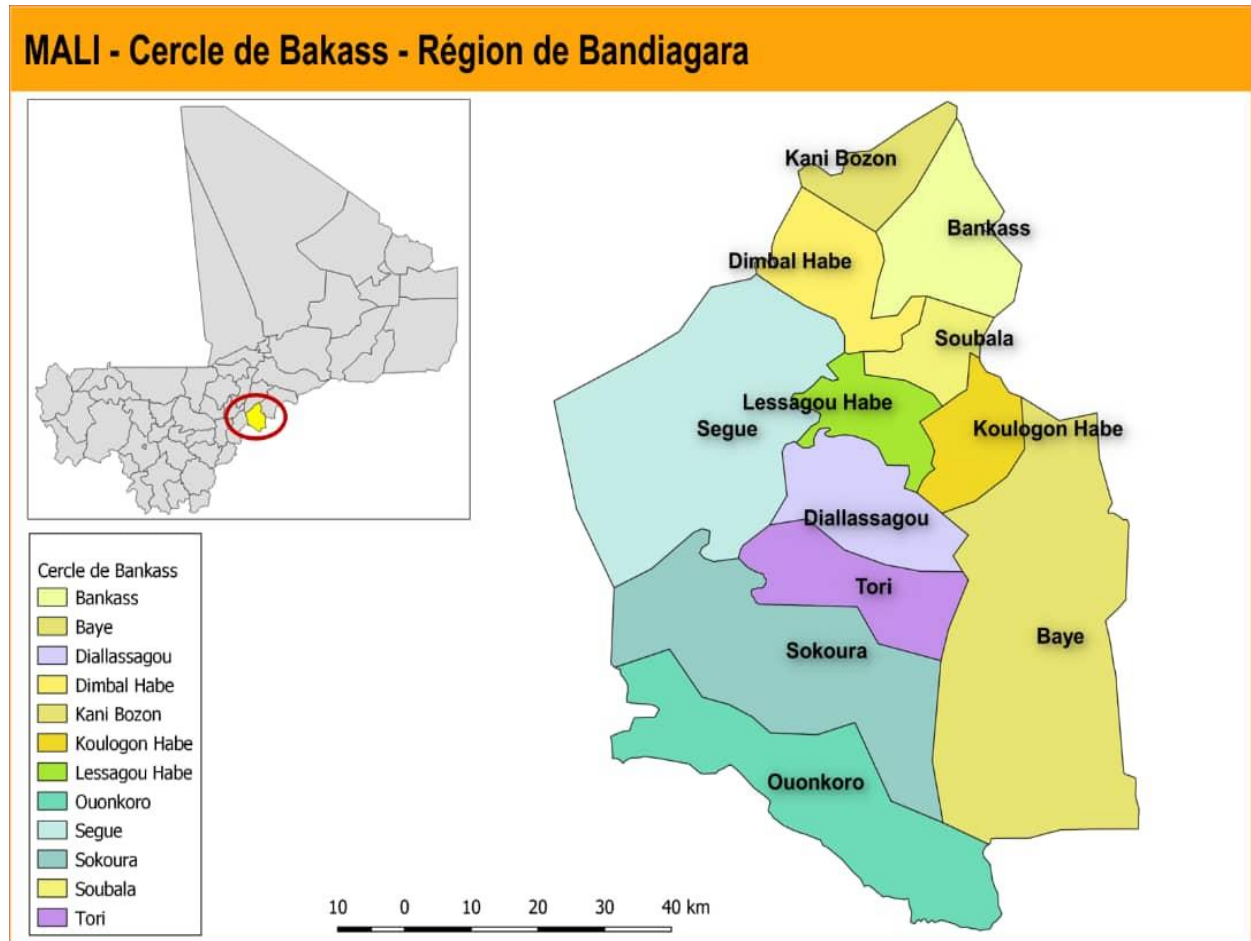 MALI - Cercle de Bakass - Région de Bandiagara
Kani Bozon
Bankass
Dimbal Habe
Soubala
Lessagou Habe
Segue
Koulogon Habe
Diallassagou
Tori
Baye
Sokoura
Ouonkoro
Cercle de Bankass
Bankass
Baye
Diallassagou
Dimbal Habe
Kani Bozon
Koulogon Habe
Lessagou Habe
Ouonkoro
Segue
Sokoura
Soubala
Tori
10 0 10 20 30 40 km